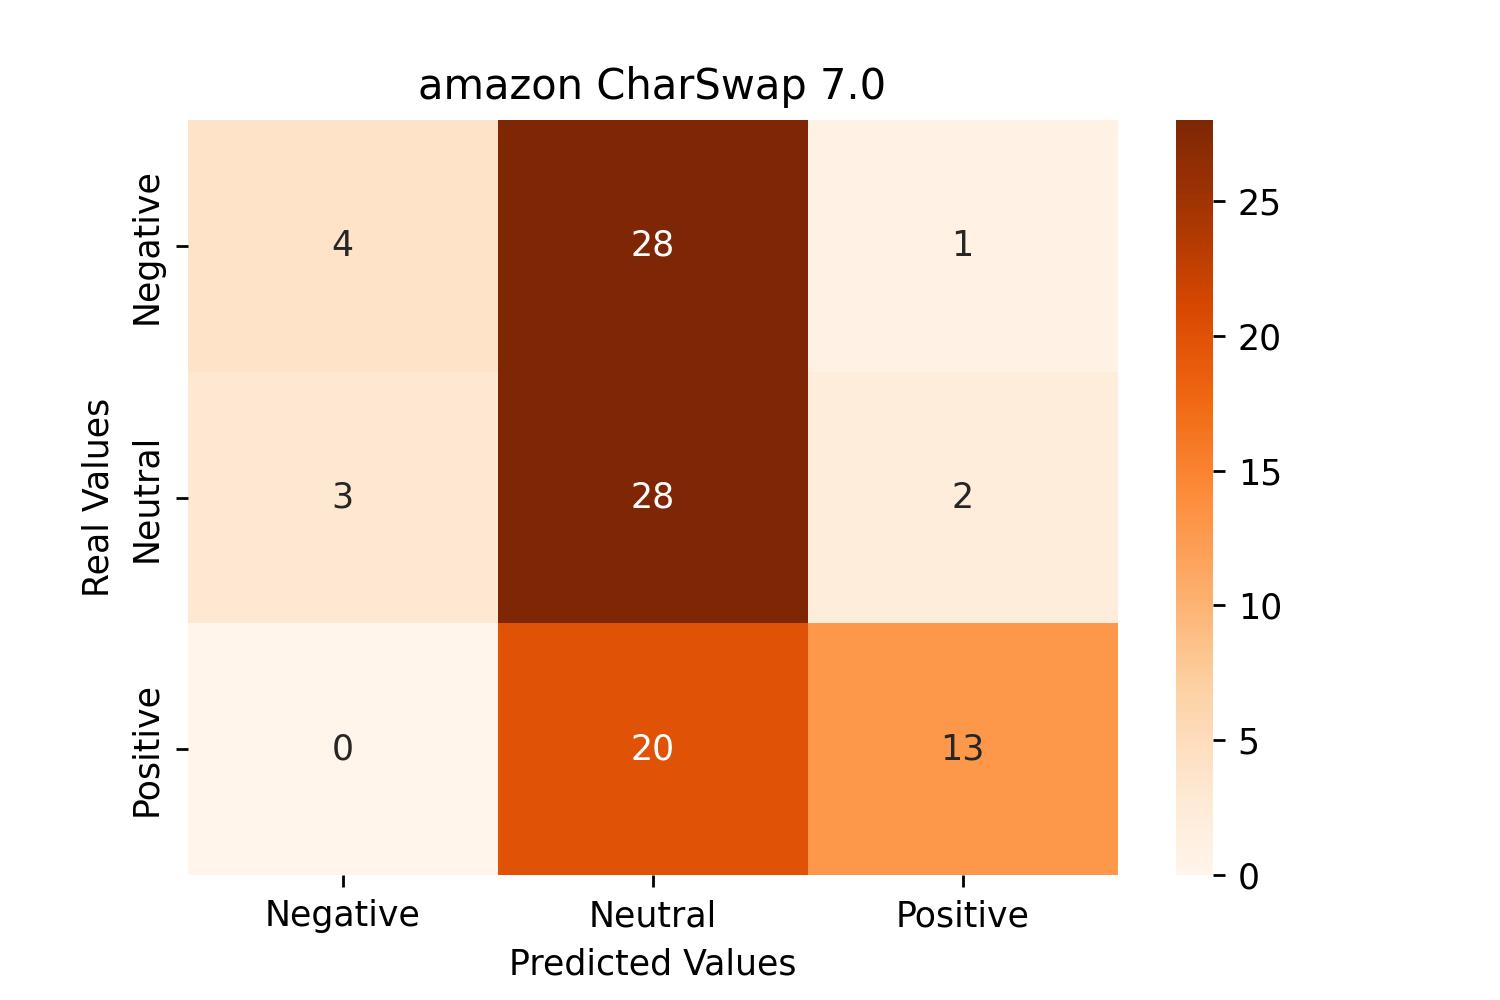 amazon CharSwap 7.0
Real Values
Negative
4
28
1
Neutral
3
28
2
Positive
0
20
13
Negative
Neutral
Positive
Predicted Values
25
20
15
10
5
0